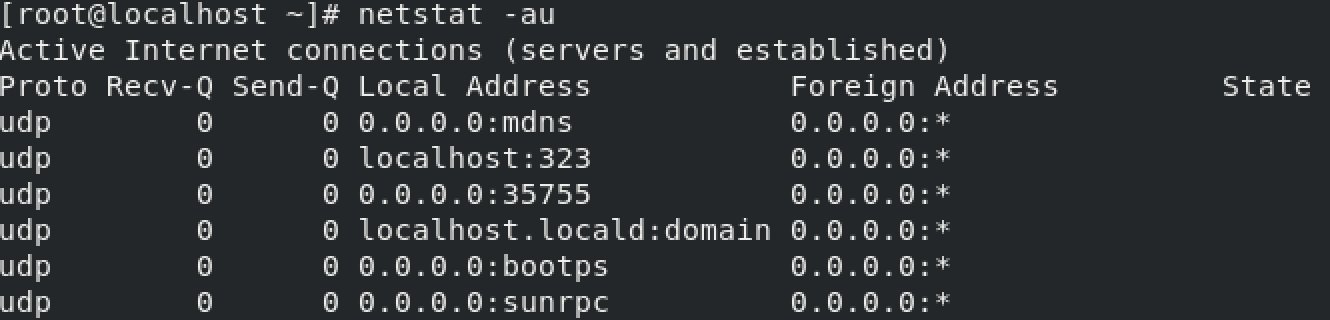 [root@localhost ~]# netstat -au
Active Internet connections (servers and established)
Proto Recv-Q Send-Q Local Address           Foreign Address         State
udp        0      0 0.0.0.0:mdns            0.0.0.0:*
udp        0      0 localhost:323           0.0.0.0:*
udp        0      0 0.0.0.0:35755           0.0.0.0:*
udp        0      0 localhost.locald:domain 0.0.0.0:*
udp        0      0 0.0.0.0:bootps          0.0.0.0:*
udp        0      0 0.0.0.0:sunrpc          0.0.0.0:*